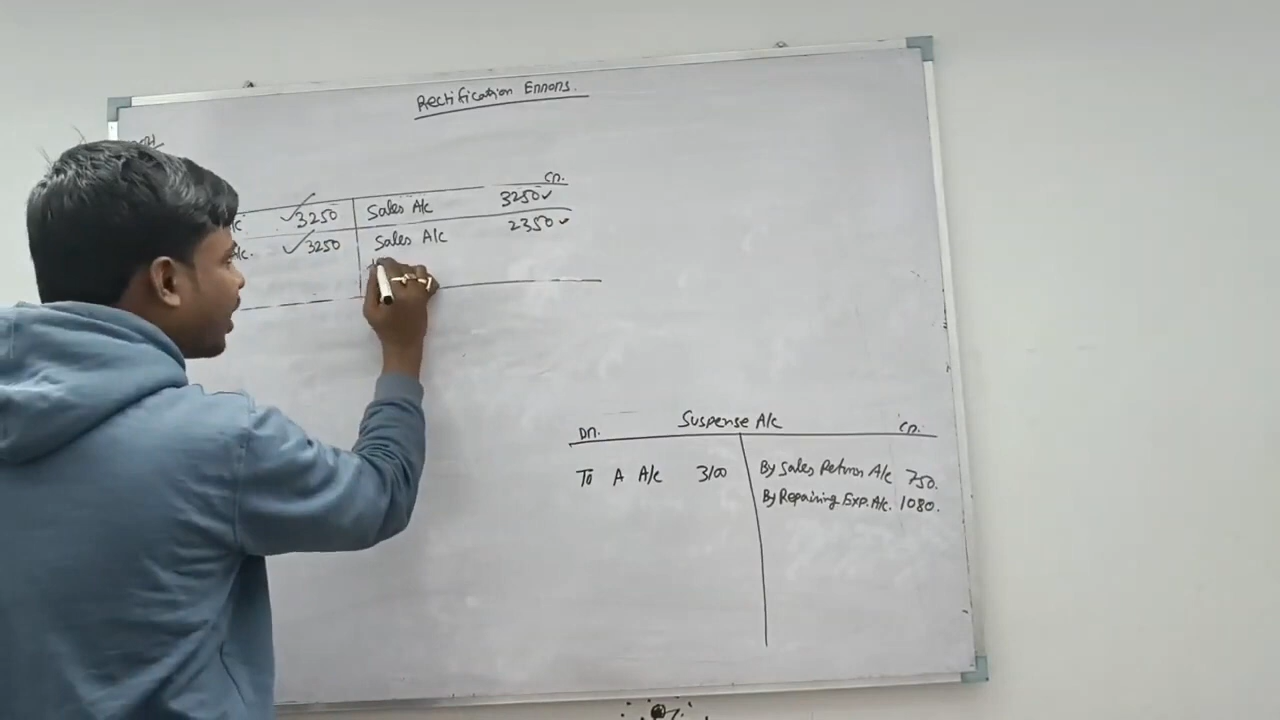 Rectification Errors.
Cr.
3250 Sales A/c 3250
3250 Sales A/c 2350
Suspense A/c
Dr. Cr.
To A A/c 3100 By Sales Return A/c 750.
By Repairing Exp. A/c. 1080.